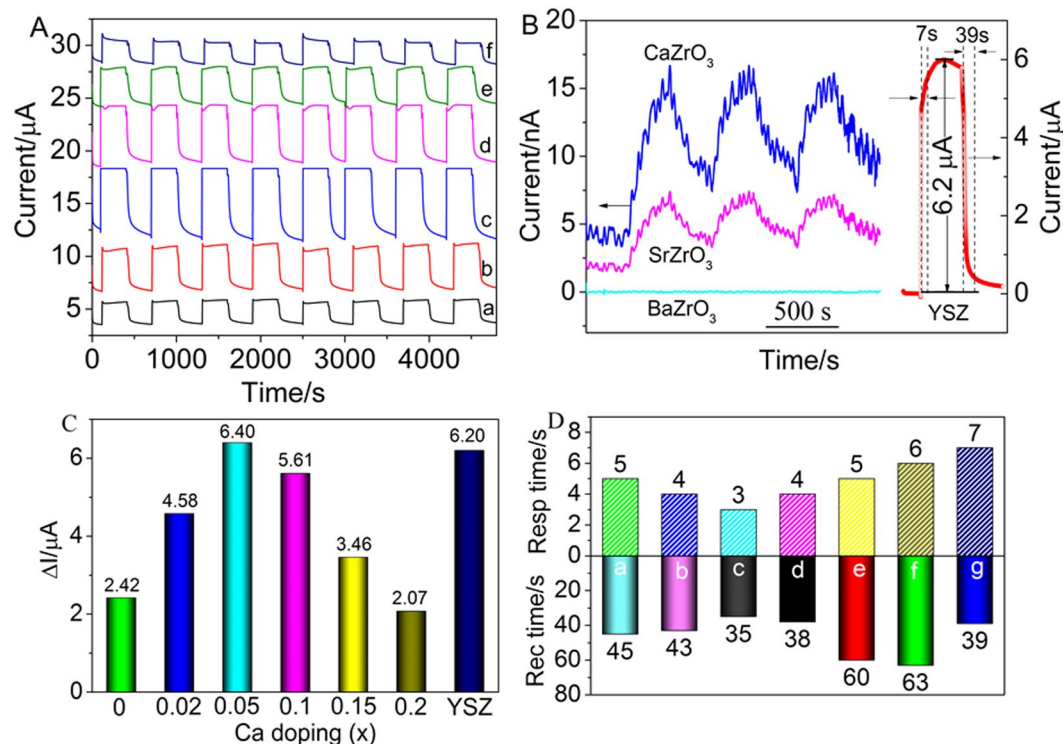 A
Current/μA
30
25
20
15
10
5
f
e
d
c
b
a
0
1000
2000
3000
4000
Time/s
B
Current/nA
20
15
10
5
0
CaZrO3
SrZrO3
BaZrO3
500 s
7s
39s
6.2 μA
YSZ
6
4
2
0
Current/μA
Time/s
C
ΔI/μA
6
4
2
0
2.42
4.58
6.40
5.61
3.46
2.07
6.20
0 0.02 0.05 0.1 0.15 0.2 YSZ
Ca doping (x)
D
Resp time/s
Rec time/s
8
6
4
2
0
20
40
60
80
5 4 3 4 5 6 7
a b c d e f g
45 43 35 38 60 63 39